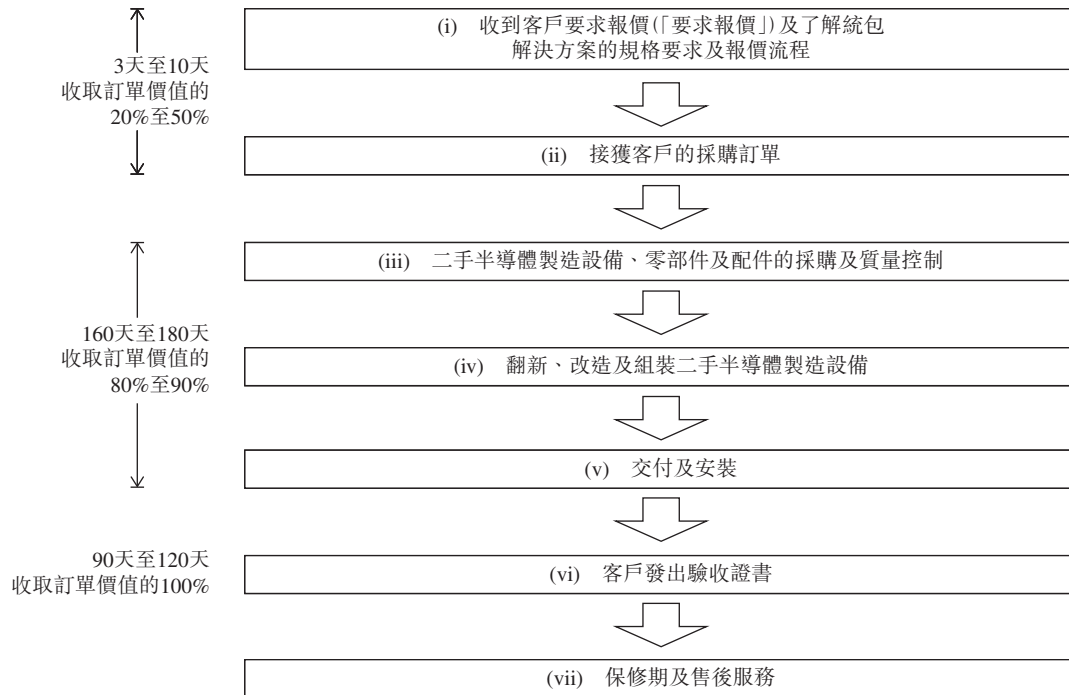 (i) 收到客戶要求報價(「要求報價」)及了解統包
解決方案的規格要求及報價流程
3天至10天
收取訂單價值的
20%至50%
(ii) 接獲客戶的採購訂單
(iii) 二手半導體製造設備、零部件及配件的採購及質量控制
160天至180天
收取訂單價值的
80%至90%
(iv) 翻新、改造及組裝二手半導體製造設備
(v) 交付及安裝
90天至120天
收取訂單價值的100%
(vi) 客戶發出驗收證書
(vii) 保修期及售後服務